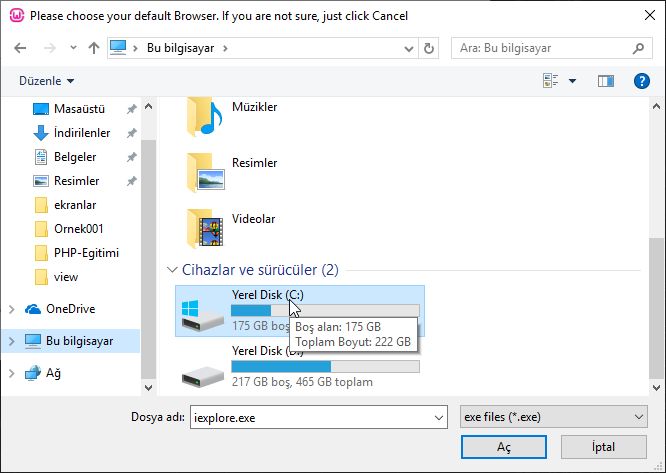 Please choose your default Browser. If you are not sure, just click Cancel
Bu bilgisayar
Ara: Bu bilgisayar
Düzenle
Masaüstü
İndirilenler
Belgeler
Resimler
ekranlar
Ornek001
PHP-Egitimi
view
OneDrive
Bu bilgisayar
Ağ
Müzikler
Resimler
Videolar
Cihazlar ve sürücüler (2)
Yerel Disk (C:)
175 GB boş
Boş alan: 175 GB
Toplam Boyut: 222 GB
Yerel Disk (D:)
217 GB boş, 465 GB toplam
Dosya adı:
iexplore.exe
exe files (*.exe)
Aç
İptal